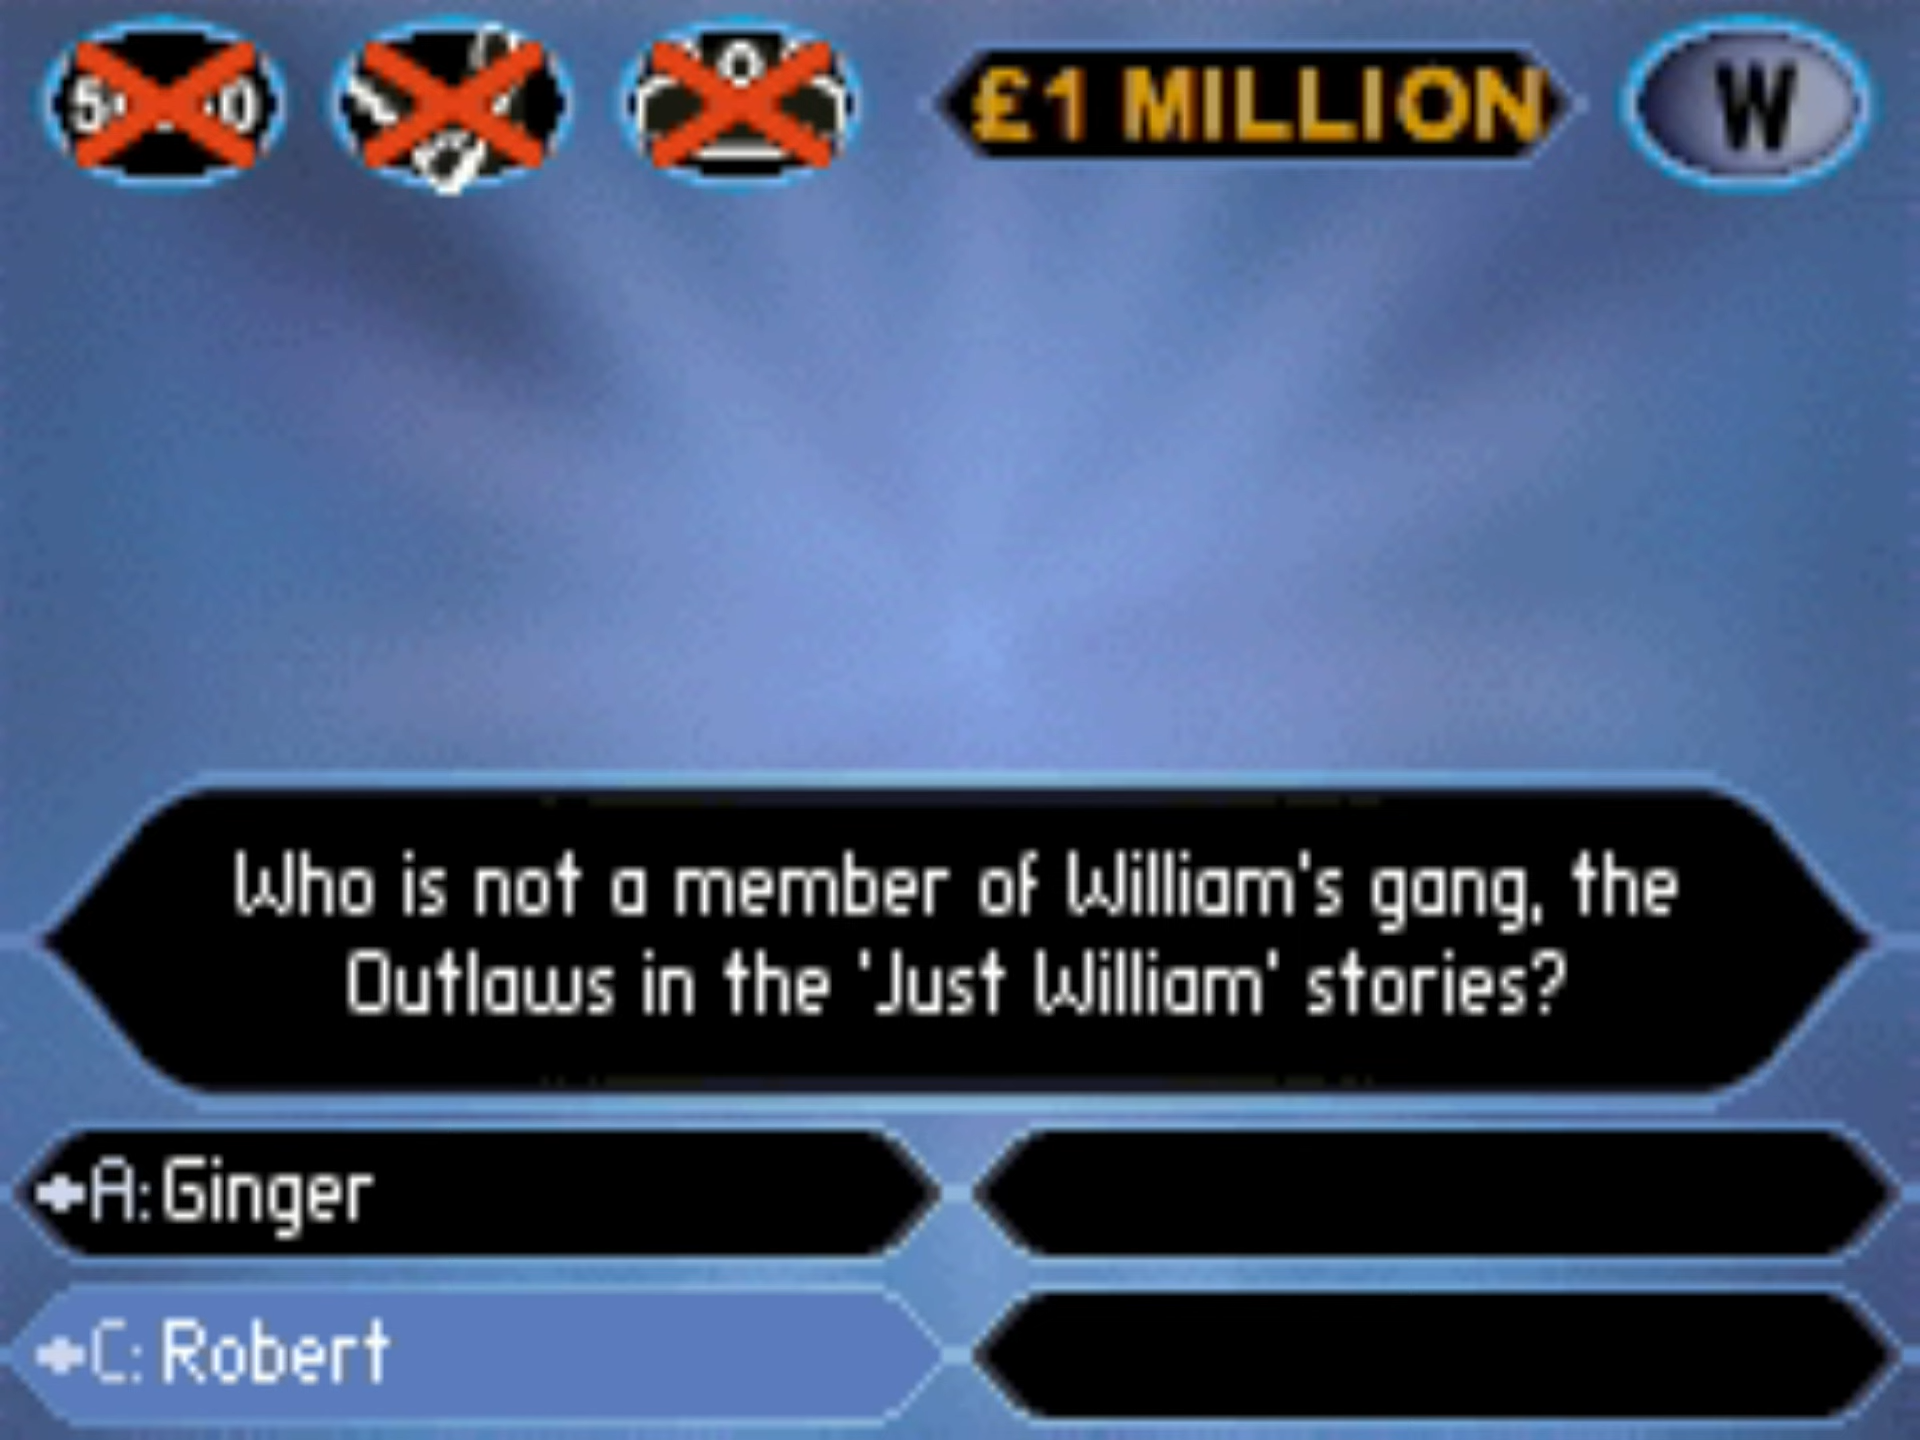 £1 MILLION
W
Who is not a member of William's gang, the
Outlaws in the 'Just William' stories?
A: Ginger
C: Robert